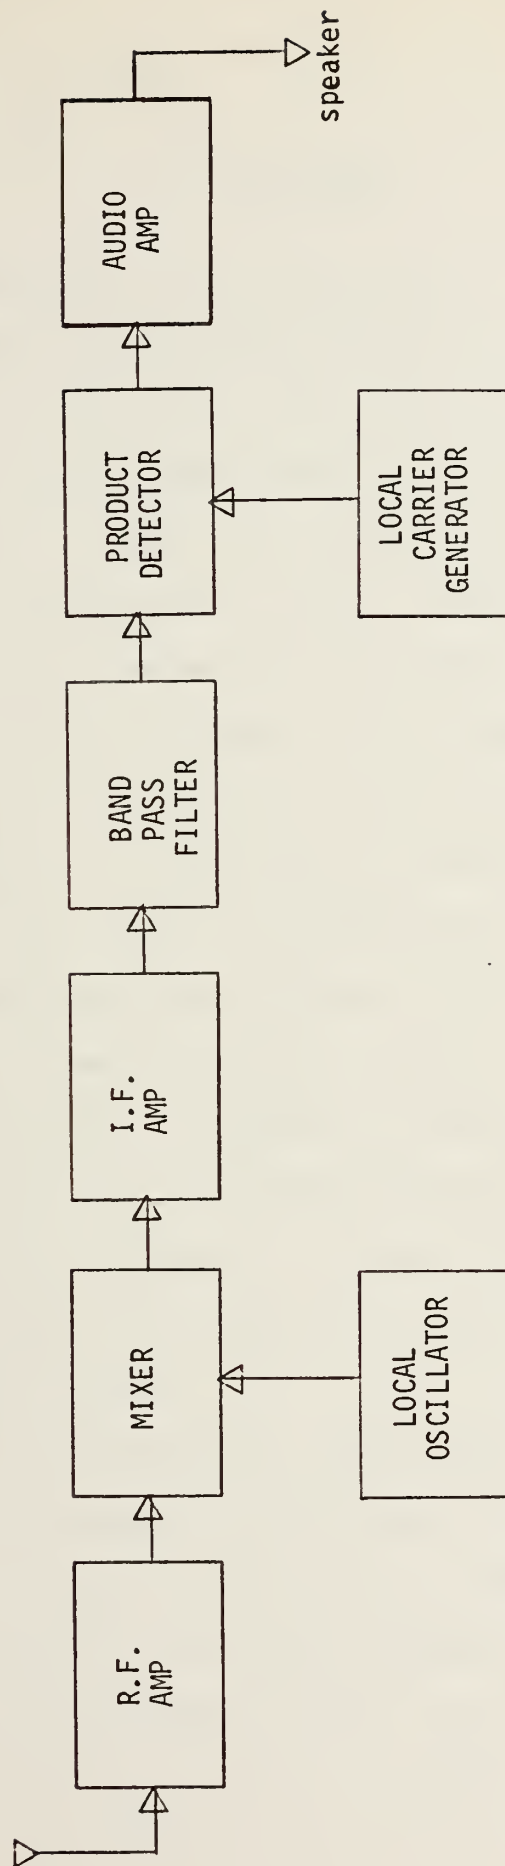 R.F.
AMP
MIXER
LOCAL
OSCILLATOR
I.F.
AMP
BAND
PASS
FILTER
PRODUCT
DETECTOR
LOCAL
CARRIER
GENERATOR
AUDIO
AMP
speaker